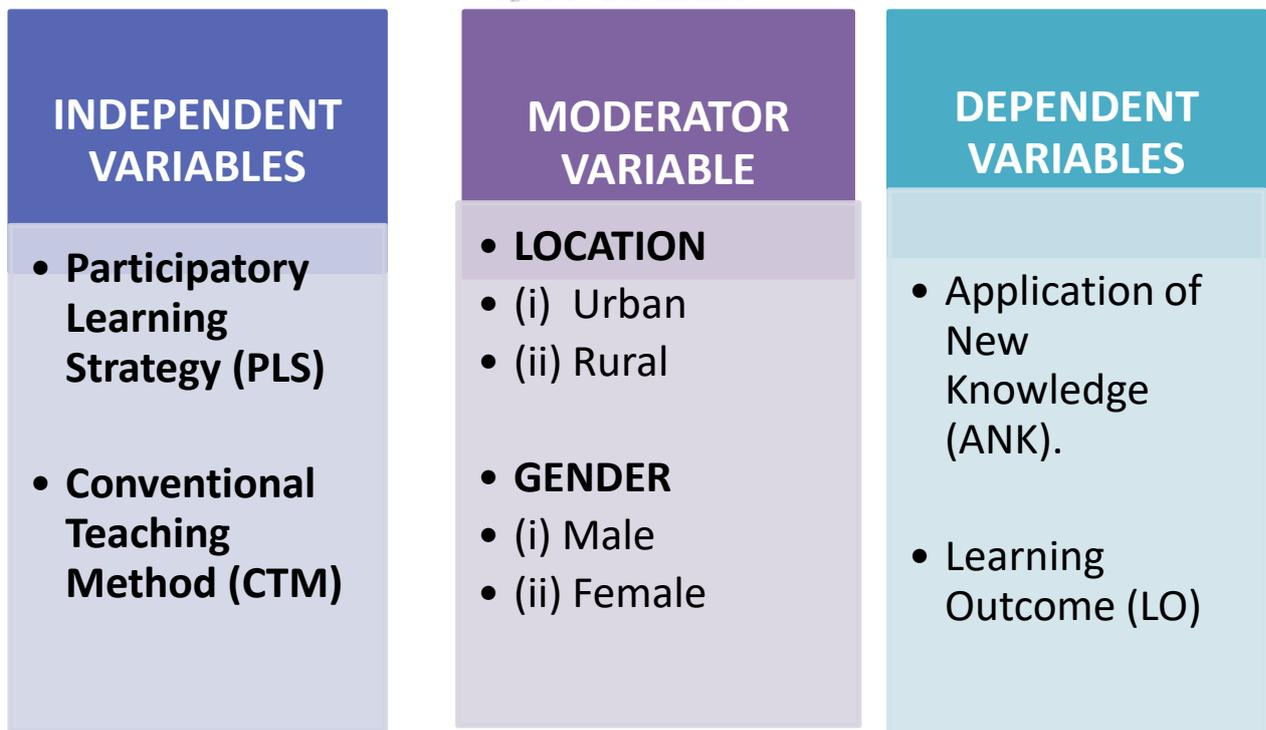 INDEPENDENT
VARIABLES
• Participatory
Learning
Strategy (PLS)
• Conventional
Teaching
Method (CTM)
MODERATOR
VARIABLE
• LOCATION
• (i)  Urban
• (ii) Rural
• GENDER
• (i) Male
• (ii) Female
DEPENDENT
VARIABLES
• Application of
New
Knowledge
(ANK).
• Learning
Outcome (LO)